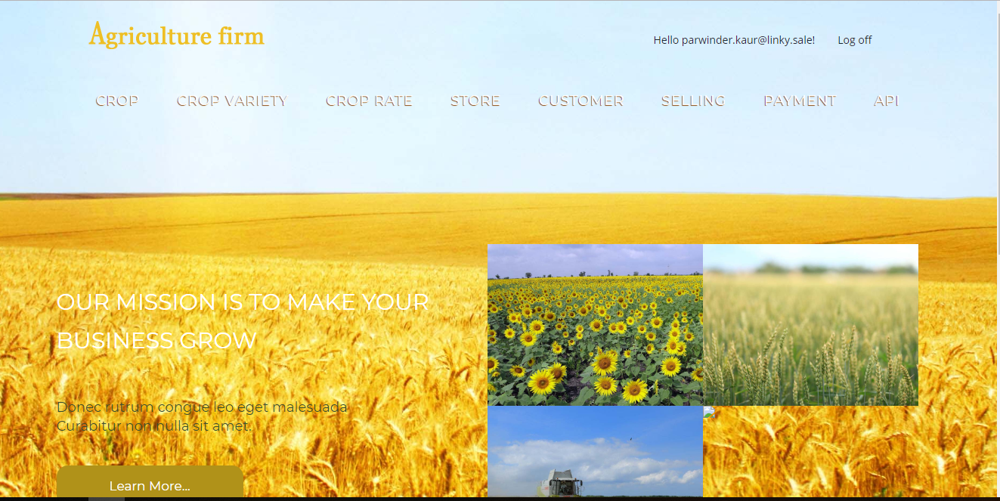 Agriculture firm
Hello parwinder.kaur@linky.sale! Log off
CROP CROP VARIETY CROP RATE STORE CUSTOMER SELLING PAYMENT API
OUR MISSION IS TO MAKE YOUR
BUSINESS GROW
Donec rutrum congue leo eget malesuada
Curabitur non nulla sit amet.
Learn More...